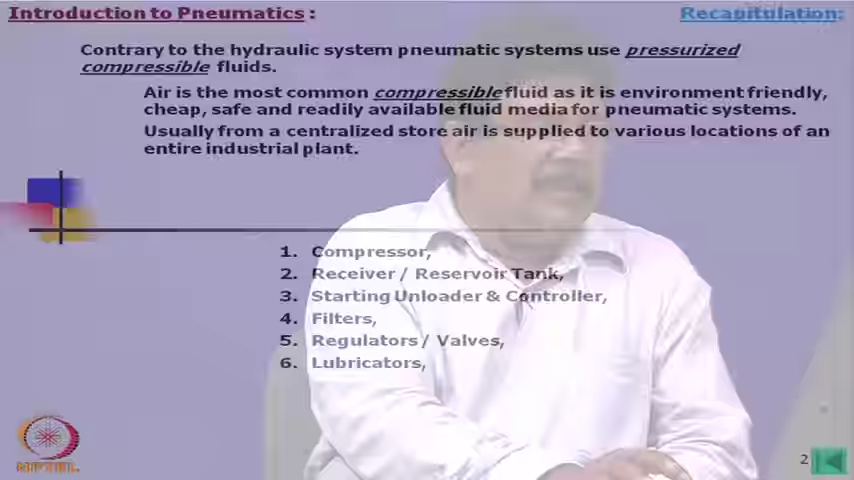 Introduction to Pneumatics :
Recapitulation:
Contrary to the hydraulic system pneumatic systems use pressurized
compressible fluids.
Air is the most common compressible fluid as it is environment friendly,
cheap, safe and readily available fluid media for pneumatic systems.
Usually from a centralized store air is supplied to various locations of an
entire industrial plant.
1. Compressor,
2. Receiver / Reservoir Tank,
3. Starting Unloader & Controller,
4. Filters,
5. Regulators / Valves,
6. Lubricators,
NPTEL
2